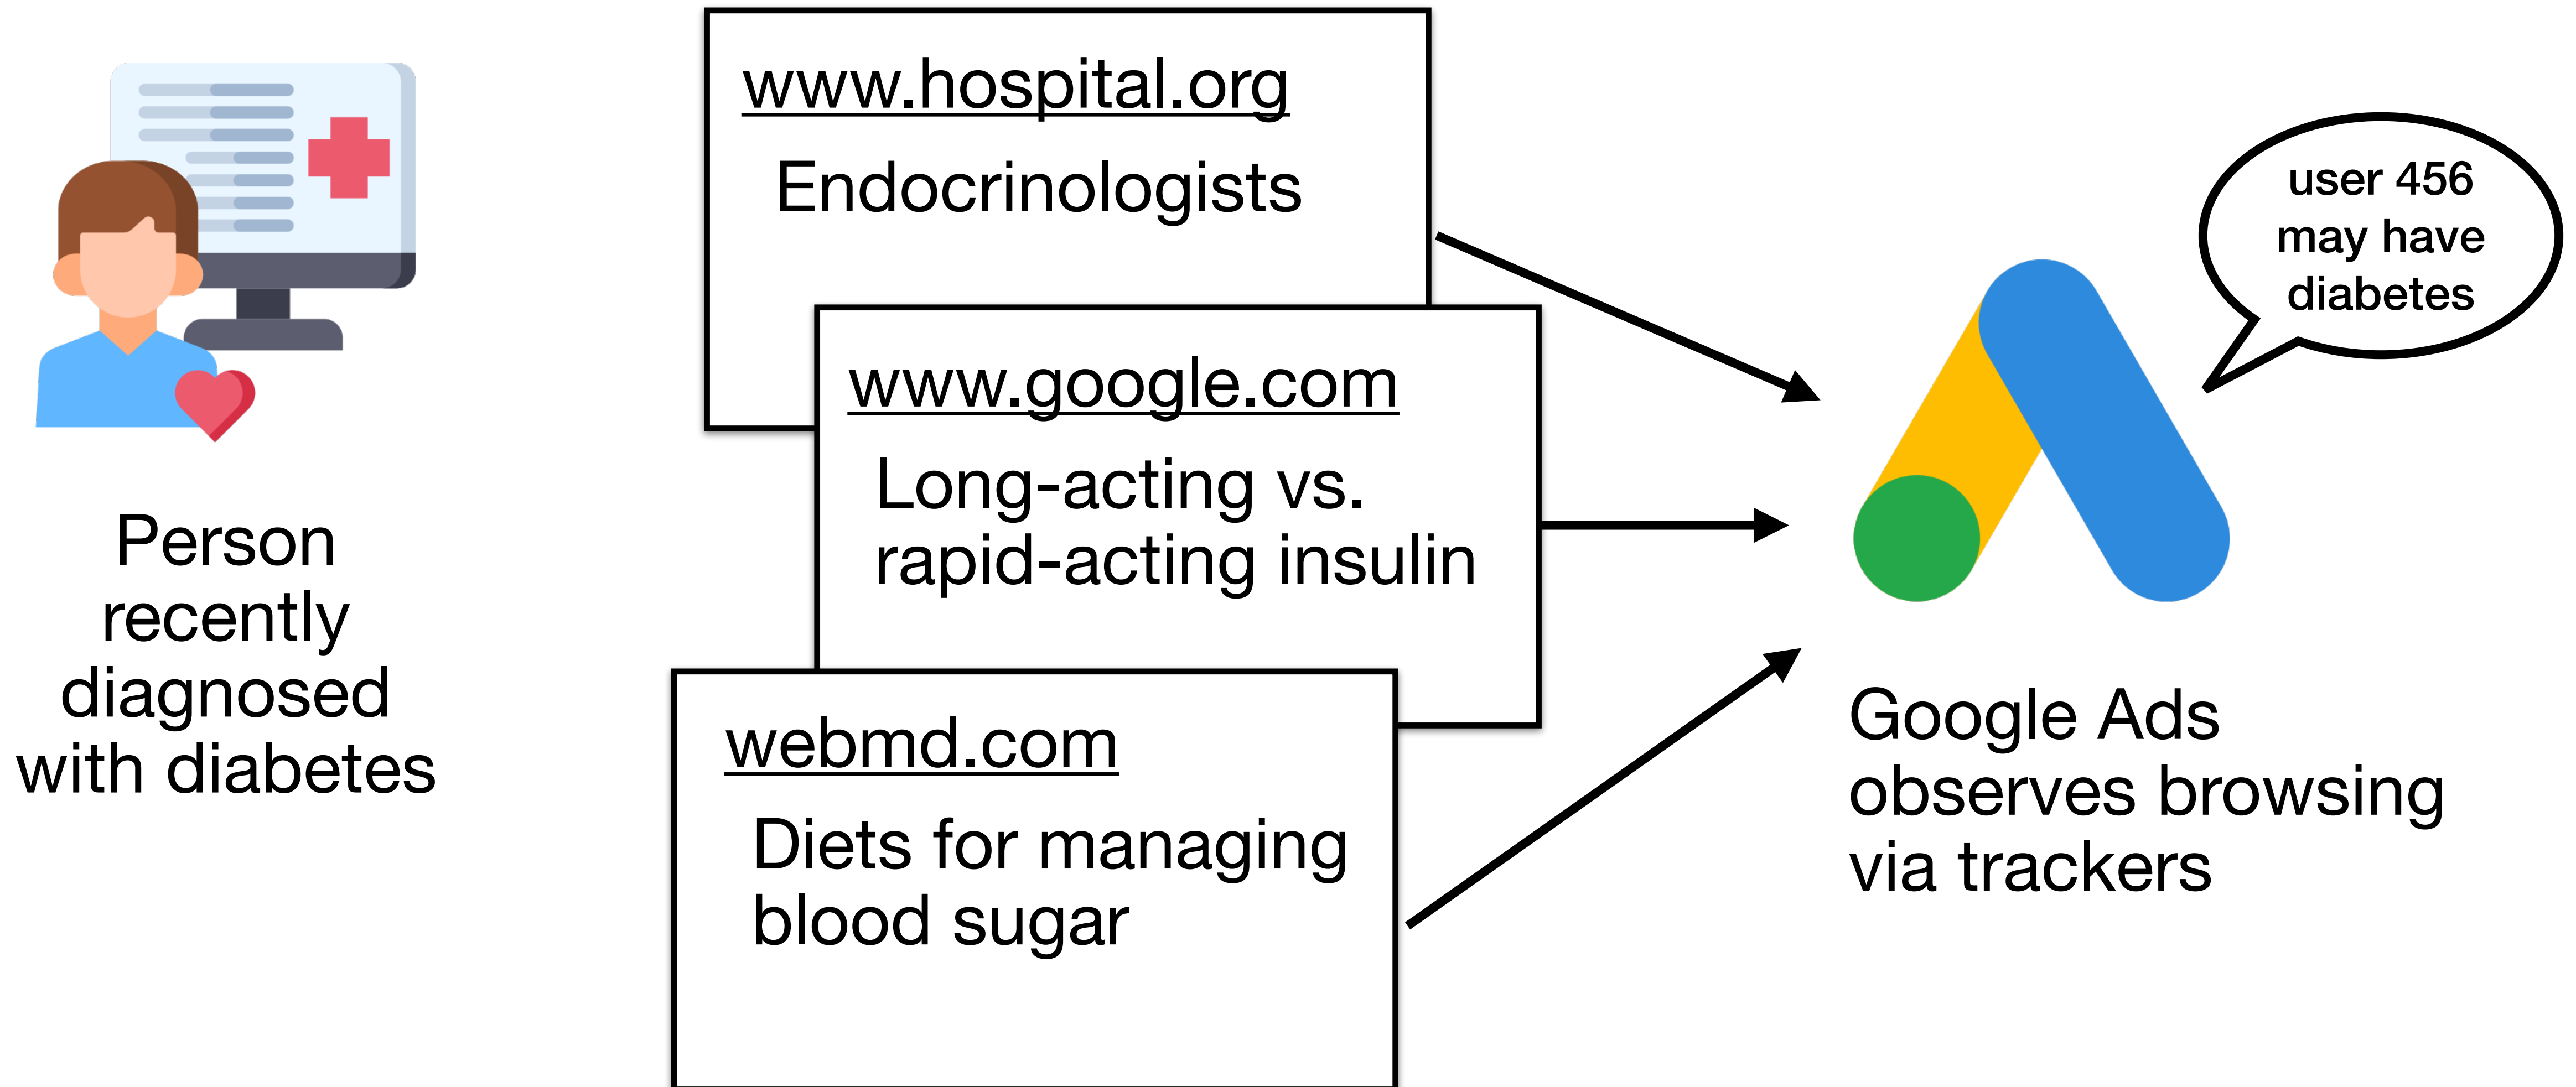 Person
recently
diagnosed
with diabetes
www.hospital.org
Endocrinologists
www.google.com
Long-acting vs.
rapid-acting insulin
webmd.com
Diets for managing
blood sugar
user 456
may have
diabetes
Google Ads
observes browsing
via trackers